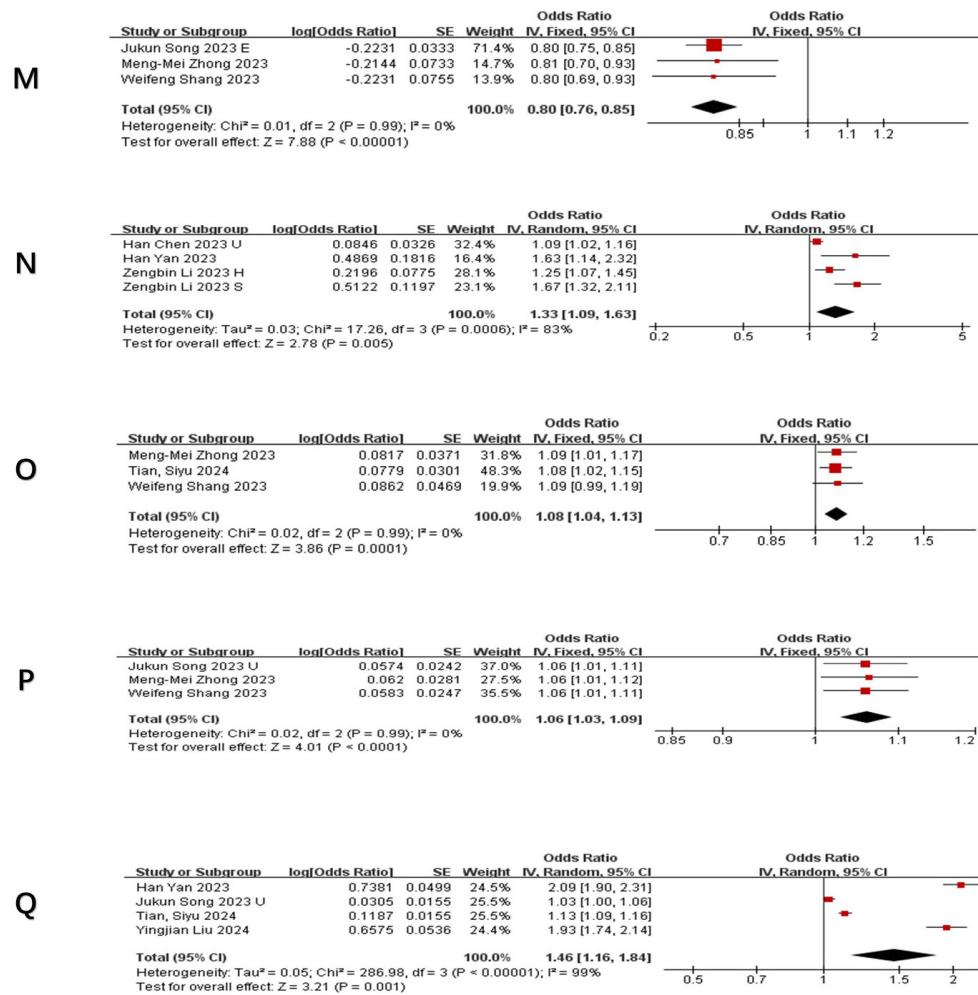 M
Odds Ratio Odds Ratio
Study or Subgroup log[Odds Ratio] SE Weight IV, Fixed, 95% CI IV, Fixed, 95% CI
Jukun Song 2023 E -0.2231 0.0333 71.4% 0.80 [0.75, 0.85]
Meng-Mei Zhong 2023 -0.2144 0.0733 14.7% 0.81 [0.70, 0.93]
Weifeng Shang 2023 -0.2231 0.0755 13.9% 0.80 [0.69, 0.93]
Total (95% CI) 100.0% 0.80 [0.76, 0.85]
Heterogeneity: Chi² = 0.01, df = 2 (P = 0.99); I² = 0%
Test for overall effect: Z = 7.88 (P < 0.00001)
0.85 1 1.1 1.2
N
Odds Ratio Odds Ratio
Study or Subgroup log[Odds Ratio] SE Weight IV, Random, 95% CI IV, Random, 95% CI
Han Chen 2023 U 0.0846 0.0326 32.4% 1.09 [1.02, 1.16]
Han Yan 2023 0.4869 0.1816 16.4% 1.63 [1.14, 2.32]
Zengbin Li 2023 H 0.2196 0.0775 28.1% 1.25 [1.07, 1.45]
Zengbin Li 2023 S 0.5122 0.1197 23.1% 1.67 [1.32, 2.11]
Total (95% CI) 100.0% 1.33 [1.09, 1.63]
Heterogeneity: Tau² = 0.03; Chi² = 17.26, df = 3 (P = 0.0006); I² = 83%
Test for overall effect: Z = 2.78 (P = 0.005)
0.2 1 2 5
O
Odds Ratio Odds Ratio
Study or Subgroup log[Odds Ratio] SE Weight IV, Fixed, 95% CI IV, Fixed, 95% CI
Meng-Mei Zhong 2023 0.0817 0.0371 31.8% 1.09 [1.01, 1.17]
Tian, Siyu 2024 0.0779 0.0301 48.3% 1.08 [1.02, 1.15]
Weifeng Shang 2023 0.0862 0.0469 19.9% 1.09 [0.99, 1.19]
Total (95% CI) 100.0% 1.08 [1.04, 1.13]
Heterogeneity: Chi² = 0.02, df = 2 (P = 0.99); I² = 0%
Test for overall effect: Z = 3.86 (P = 0.0001)
0.7 0.85 1 1.2 1.5
P
Odds Ratio Odds Ratio
Study or Subgroup log[Odds Ratio] SE Weight IV, Fixed, 95% CI IV, Fixed, 95% CI
Jukun Song 2023 U 0.0574 0.0242 37.0% 1.06 [1.01, 1.11]
Meng-Mei Zhong 2023 0.062 0.0281 27.5% 1.06 [1.01, 1.12]
Weifeng Shang 2023 0.0583 0.0247 35.5% 1.06 [1.01, 1.11]
Total (95% CI) 100.0% 1.06 [1.03, 1.09]
Heterogeneity: Chi² = 0.02, df = 2 (P = 0.99); I² = 0%
Test for overall effect: Z = 4.01 (P < 0.0001)
0.85 0.9 1 1.1 1.2
Q
Odds Ratio Odds Ratio
Study or Subgroup log[Odds Ratio] SE Weight IV, Random, 95% CI IV, Random, 95% CI
Han Yan 2023 0.7381 0.0499 24.5% 2.09 [1.90, 2.31]
Jukun Song 2023 U 0.0305 0.0155 25.5% 1.03 [1.00, 1.06]
Tian, Siyu 2024 0.1187 0.0155 25.5% 1.13 [1.09, 1.16]
Yingjian Liu 2024 0.6575 0.0536 24.4% 1.93 [1.74, 2.14]
Total (95% CI) 100.0% 1.46 [1.16, 1.84]
Heterogeneity: Tau² = 0.05; Chi² = 286.98, df = 3 (P < 0.00001); I² = 99%
Test for overall effect: Z = 3.21 (P = 0.001)
0.5 0.7 1 1.5 2